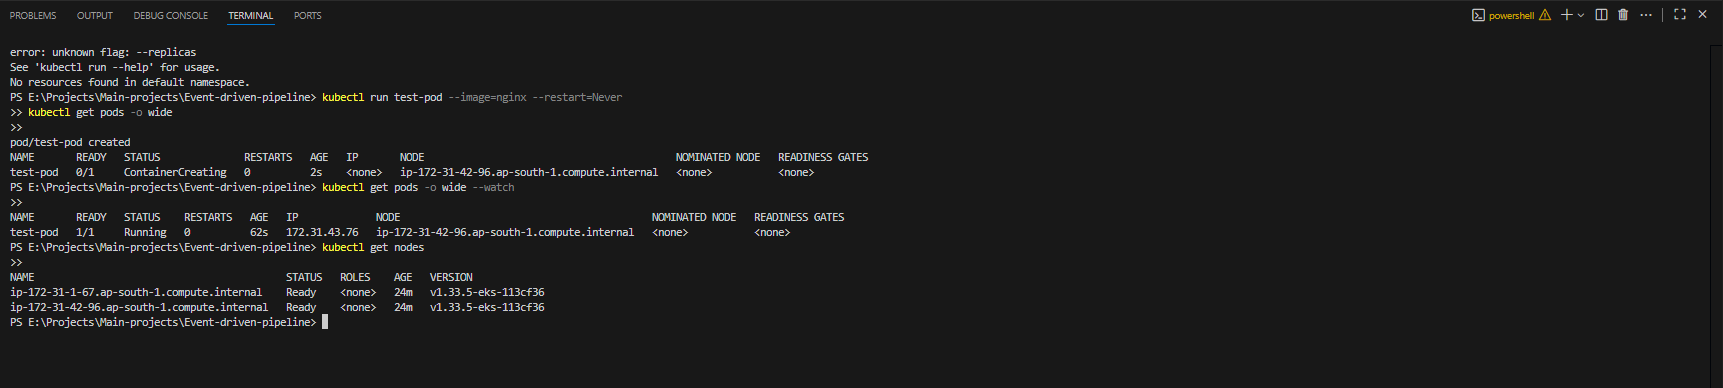 PROBLEMS OUTPUT DEBUG CONSOLE TERMINAL PORTS powershell
error: unknown flag: --replicas
See 'kubectl run --help' for usage.
No resources found in default namespace.
PS E:\Projects\Main-projects\Event-driven-pipeline> kubectl run test-pod --image=nginx --restart=Never
>> kubectl get pods -o wide
>>
pod/test-pod created
NAME READY STATUS RESTARTS AGE IP NODE NOMINATED NODE READINESS GATES
test-pod 0/1 ContainerCreating 0 2s <none> ip-172-31-42-96.ap-south-1.compute.internal <none> <none>
PS E:\Projects\Main-projects\Event-driven-pipeline> kubectl get pods -o wide --watch
>>
NAME READY STATUS RESTARTS AGE IP NODE NOMINATED NODE READINESS GATES
test-pod 1/1 Running 0 62s 172.31.43.76 ip-172-31-42-96.ap-south-1.compute.internal <none> <none>
PS E:\Projects\Main-projects\Event-driven-pipeline> kubectl get nodes
>>
NAME STATUS ROLES AGE VERSION
ip-172-31-1-67.ap-south-1.compute.internal Ready <none> 24m v1.33.5-eks-113cf36
ip-172-31-42-96.ap-south-1.compute.internal Ready <none> 24m v1.33.5-eks-113cf36
PS E:\Projects\Main-projects\Event-driven-pipeline>